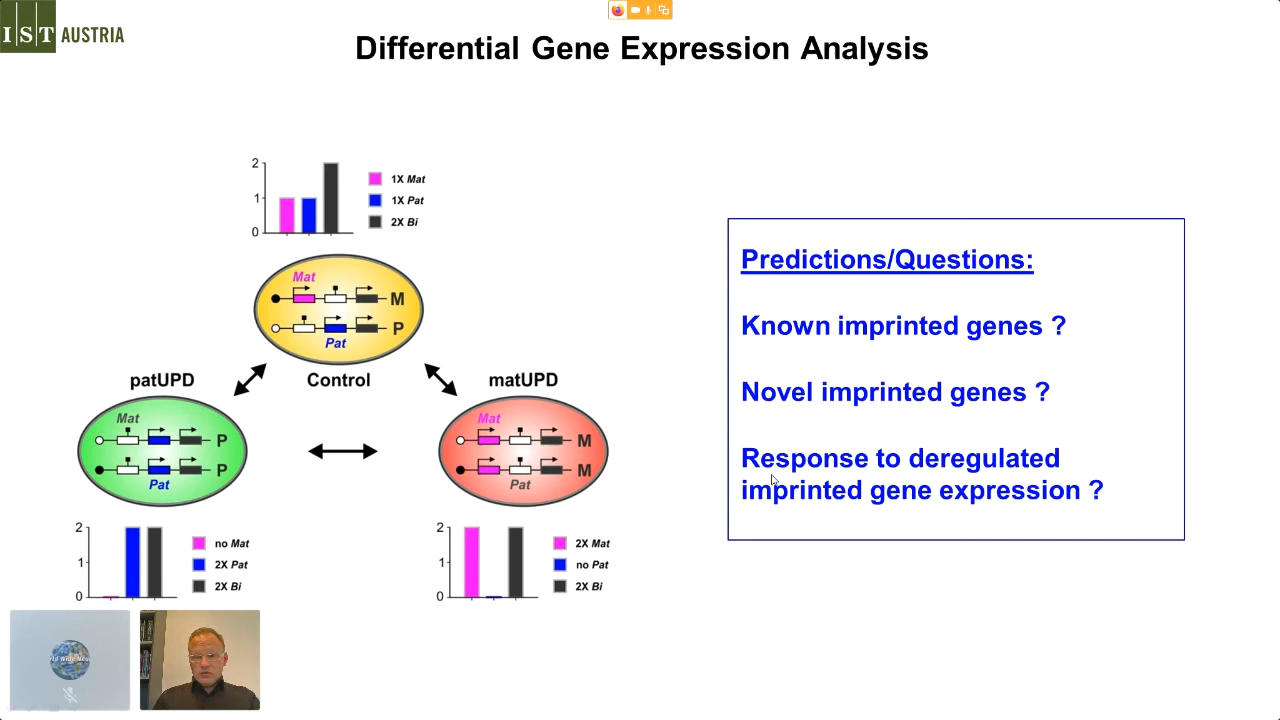 IST AUSTRIA
Differential Gene Expression Analysis
2
1
0
1X Mat
1X Pat
2X Bi
Mat
M
P
Pat
Control
patUPD
matUPD
Mat
P
P
Pat
Mat
M
M
Pat
2
1
0
no Mat
2X Pat
2X Bi
2
1
0
2X Mat
no Pat
2X Bi
Predictions/Questions:
Known imprinted genes ?
Novel imprinted genes ?
Response to deregulated
imprinted gene expression ?